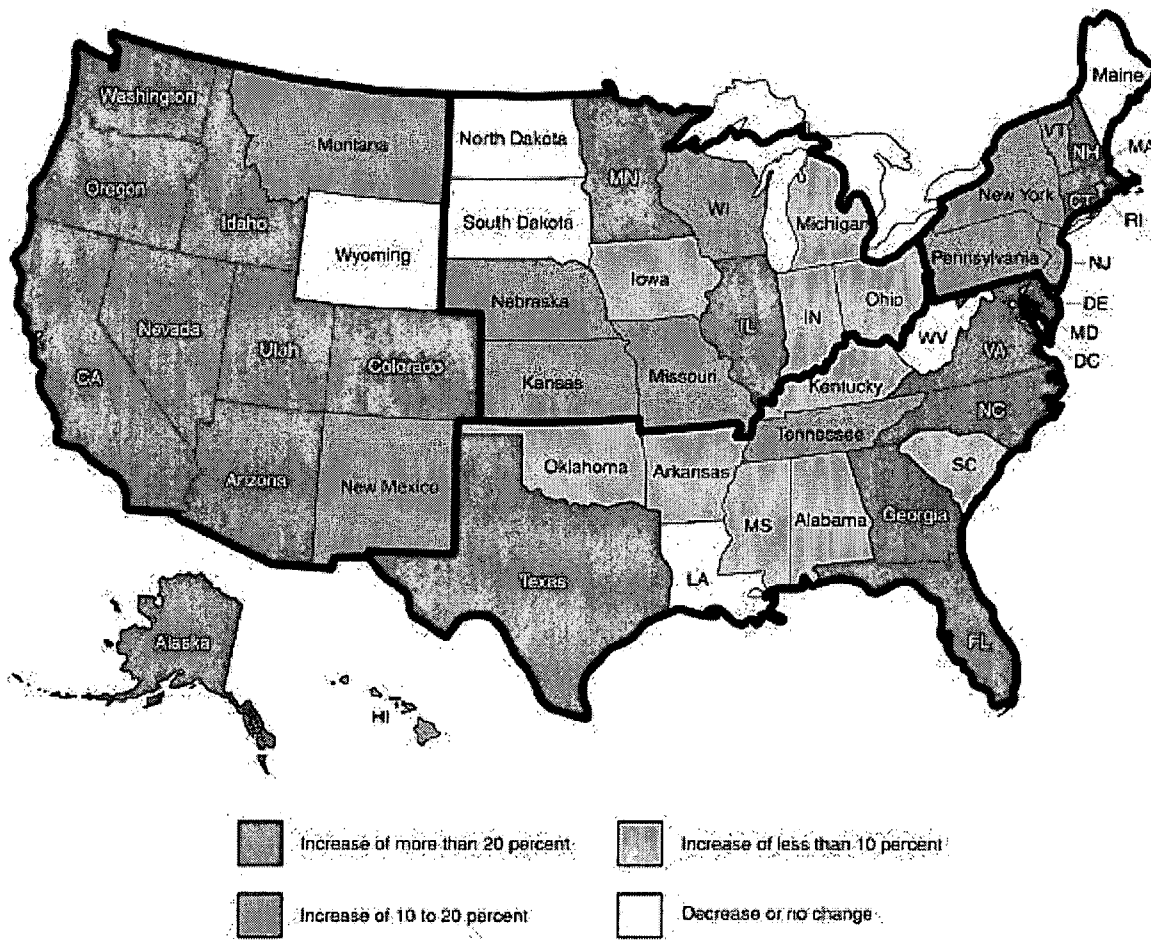 Washington
Montana
North Dakota
MN
Maine
VT
NH
MA
Oregon
Idaho
South Dakota
WI
Michigan
New York
CT
RI
Wyoming
Iowa
Pennsylvania
NJ
Nebraska
Ohio
Nevada
Utah
Colorado
IL
IN
WV
DE
MD
VA
DC
CA
Kansas
Missouri
Kentucky
NC
Tennessee
Arizona
New Mexico
Oklahoma
Arkansas
SC
MS
Alabama
Georgia
Texas
LA
FL
Alaska
HI
Increase of more than 20 percent
Increase of less than 10 percent
Increase of 10 to 20 percent
Decrease or no change